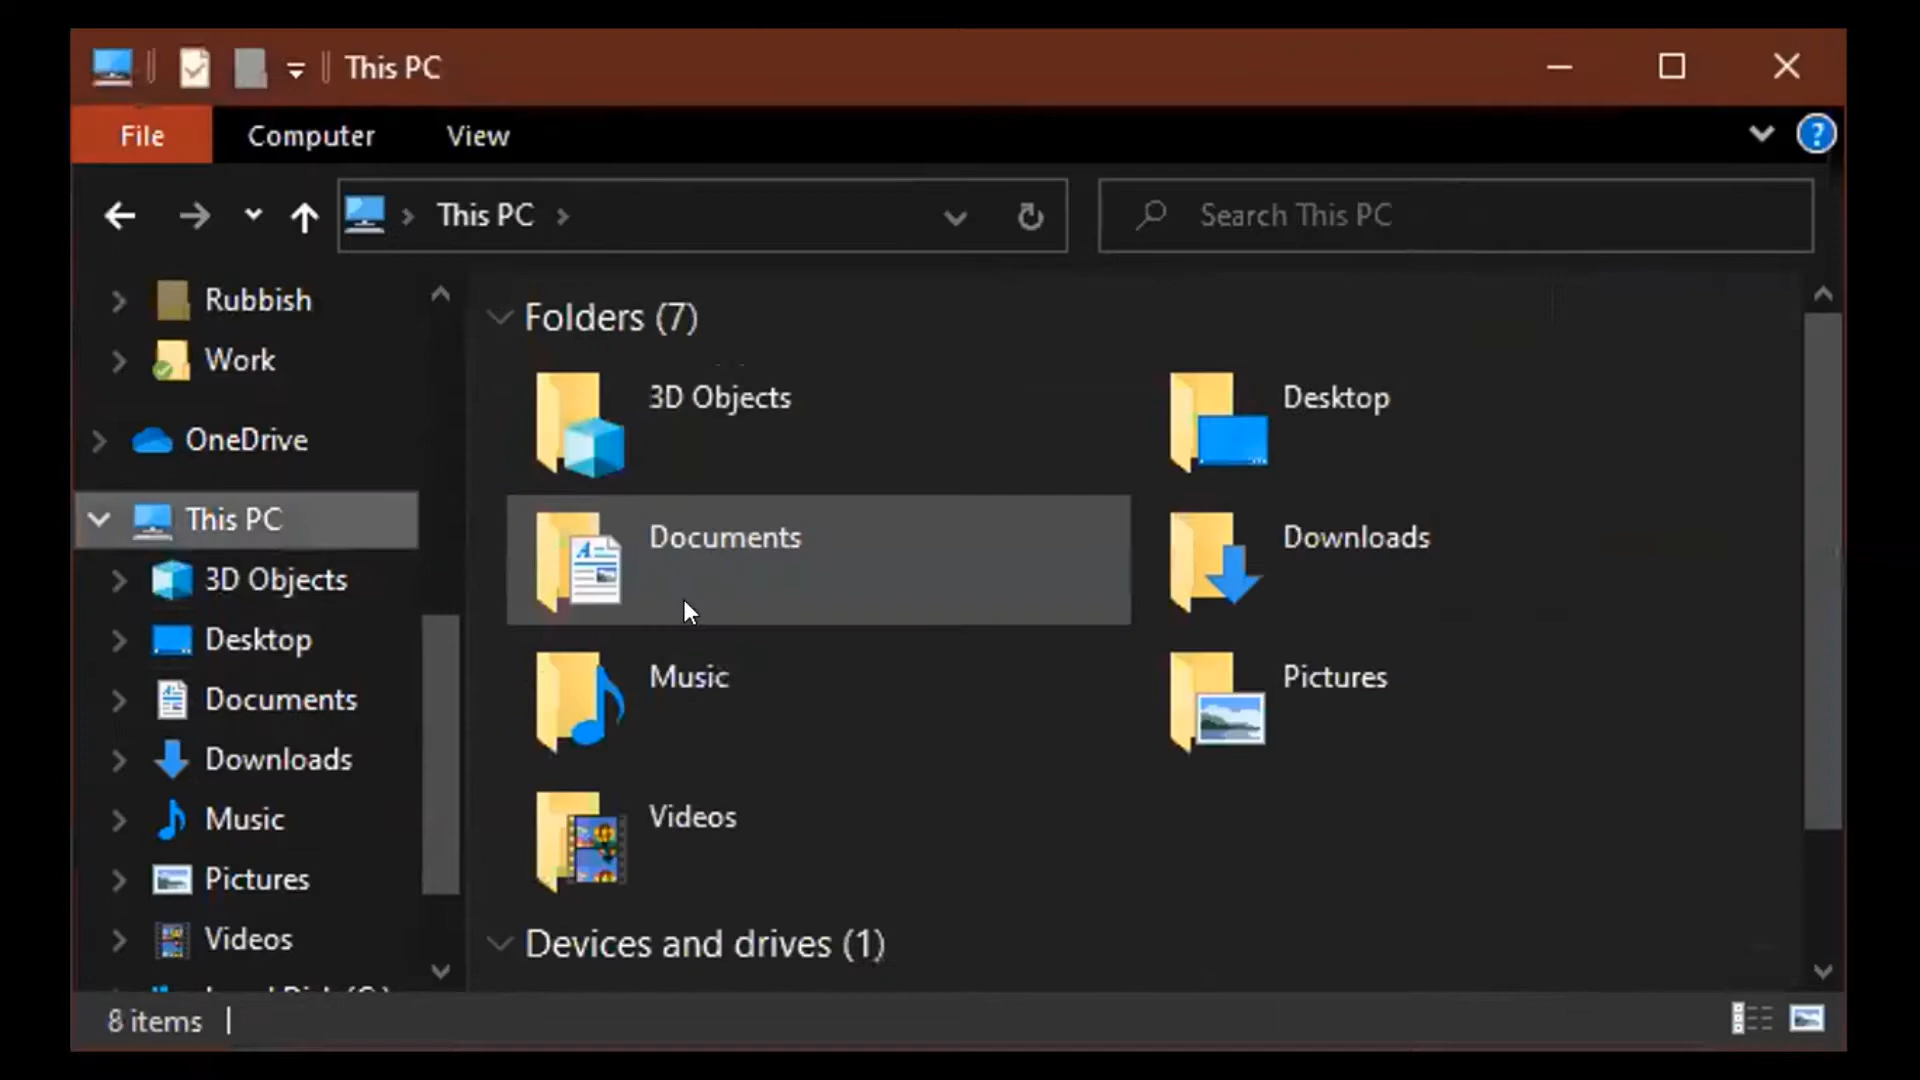 This PC
File
Computer
View
?
This PC
Search This PC
Rubbish
Work
OneDrive
This PC
3D Objects
Desktop
Documents
Downloads
Music
Pictures
Videos
Folders (7)
3D Objects
Desktop
Documents
Downloads
Music
Pictures
Videos
Devices and drives (1)
8 items